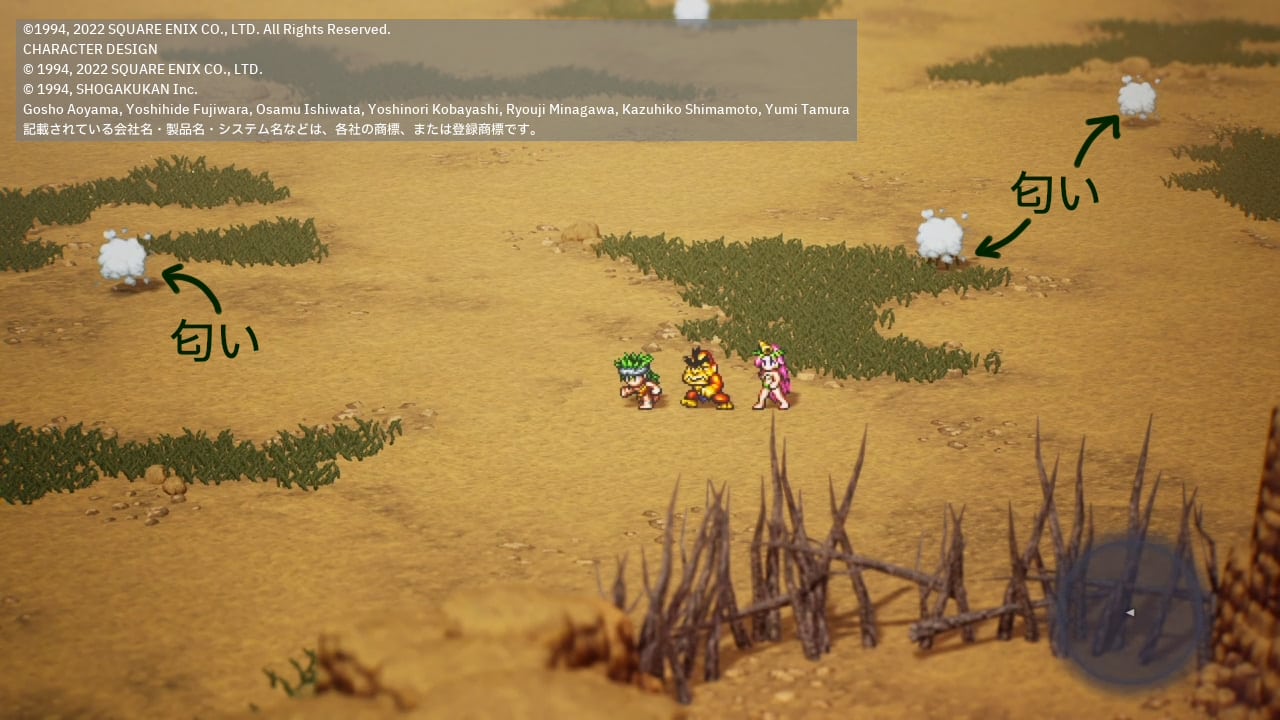 ©1994, 2022 SQUARE ENIX CO., LTD. All Rights Reserved.
CHARACTER DESIGN
© 1994, 2022 SQUARE ENIX CO., LTD.
© 1994, SHOGAKUKAN Inc.
Gosho Aoyama, Yoshihide Fujiwara, Osamu Ishiwata, Yoshinori Kobayashi, Ryouji Minagawa, Kazuhiko Shimamoto, Yumi Tamura
記載されている会社名・製品名・システム名などは、各社の商標、または登録商標です。
匂い
匂い